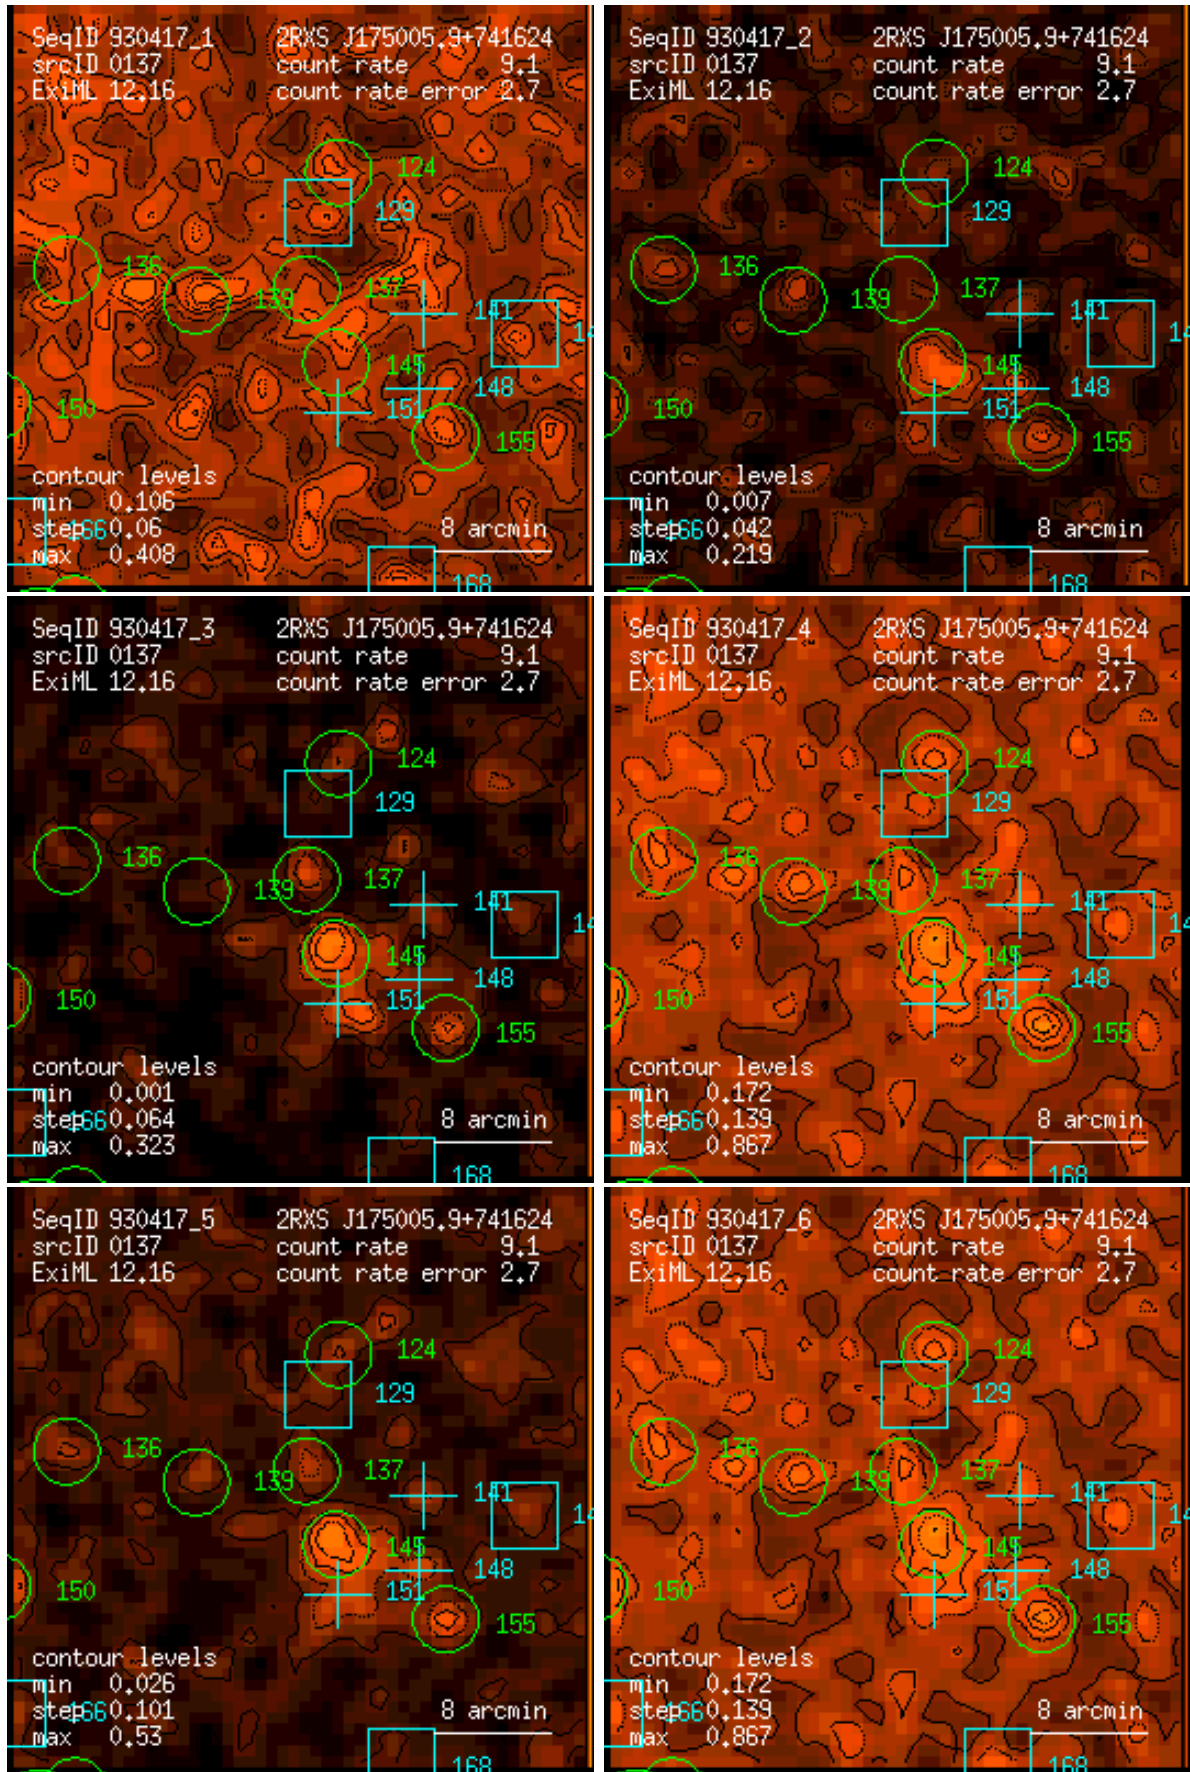 SeqID 930417_1 2RXS J175005.9+741624
srcID 0137 count rate 9.1
ExiML 12.16 count rate error 2.7
124
129
136
137
139
141
14
145
148
150
151
155
contour levels
min 0.106
step 0.06
166
8 arcmin
max 0.408
168
SeqID 930417_2 2RXS J175005.9+741624
srcID 0137 count rate 9.1
ExiML 12.16 count rate error 2.7
124
129
136
137
139
141
14
145
148
150
151
155
contour levels
min 0.007
step 0.042
166
8 arcmin
max 0.219
168
SeqID 930417_3 2RXS J175005.9+741624
srcID 0137 count rate 9.1
ExiML 12.16 count rate error 2.7
124
129
136
137
139
141
14
145
148
150
151
155
contour levels
min 0.001
step 0.064
166
8 arcmin
max 0.323
168
SeqID 930417_4 2RXS J175005.9+741624
srcID 0137 count rate 9.1
ExiML 12.16 count rate error 2.7
124
129
136
137
139
141
14
145
148
150
151
155
contour levels
min 0.172
step 0.139
166
8 arcmin
max 0.867
168
SeqID 930417_5 2RXS J175005.9+741624
srcID 0137 count rate 9.1
ExiML 12.16 count rate error 2.7
124
129
136
137
139
141
14
145
148
150
151
155
contour levels
min 0.026
step 0.101
166
8 arcmin
max 0.53
168
SeqID 930417_6 2RXS J175005.9+741624
srcID 0137 count rate 9.1
ExiML 12.16 count rate error 2.7
124
129
136
137
139
141
14
145
148
150
151
155
contour levels
min 0.172
step 0.139
166
8 arcmin
max 0.867
168